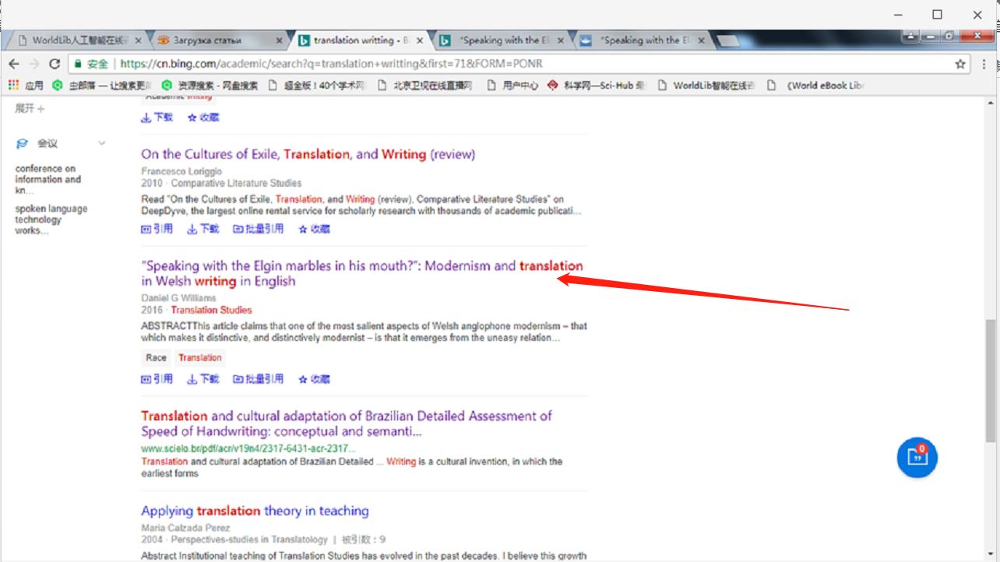 WorldLib人工智能在线
Загрузка статьи
translation writting - B
"Speaking with the El
"Speaking with the El
安全 | https://cn.bing.com/academic/search?q=translation+writting&first=71&FORM=PONR
应用 虫部落 — 让搜索更 资源搜索 - 网盘搜索 超全版！40个学术网 北京卫视在线直播网 用户中心 科学网—Sci-Hub WorldLib智能在线 《World eBook Lib
展开 +
会议
conference on
information and
kn...
spoken language
technology
works...
Academic writing
下载 收藏
On the Cultures of Exile, Translation, and Writing (review)
Francesco Loriggio
2010 · Comparative Literature Studies
Read "On the Cultures of Exile, Translation, and Writing (review), Comparative Literature Studies" on
DeepDyve, the largest online rental service for scholarly research with thousands of academic publicati...
引用 下载 批量引用 收藏
"Speaking with the Elgin marbles in his mouth?": Modernism and translation
in Welsh writing in English
Daniel G Williams
2016 · Translation Studies
ABSTRACTThis article claims that one of the most salient aspects of Welsh anglophone modernism – that
which makes it distinctive, and distinctively modernist – is that it emerges from the uneasy relation...
Race Translation
引用 下载 批量引用 收藏
Translation and cultural adaptation of Brazilian Detailed Assessment of
Speed of Handwriting: conceptual and semanti...
www.scielo.br/pdf/acr/v19n4/2317-6431-acr-2317...
Translation and cultural adaptation of Brazilian Detailed ... Writing is a cultural invention, in which the
earliest forms
0
Applying translation theory in teaching
Maria Calzada Perez
2004 · Perspectives-studies in Translatology | 被引数：9
Abstract Institutional teaching of Translation Studies has evolved in the past decades. I believe this growth